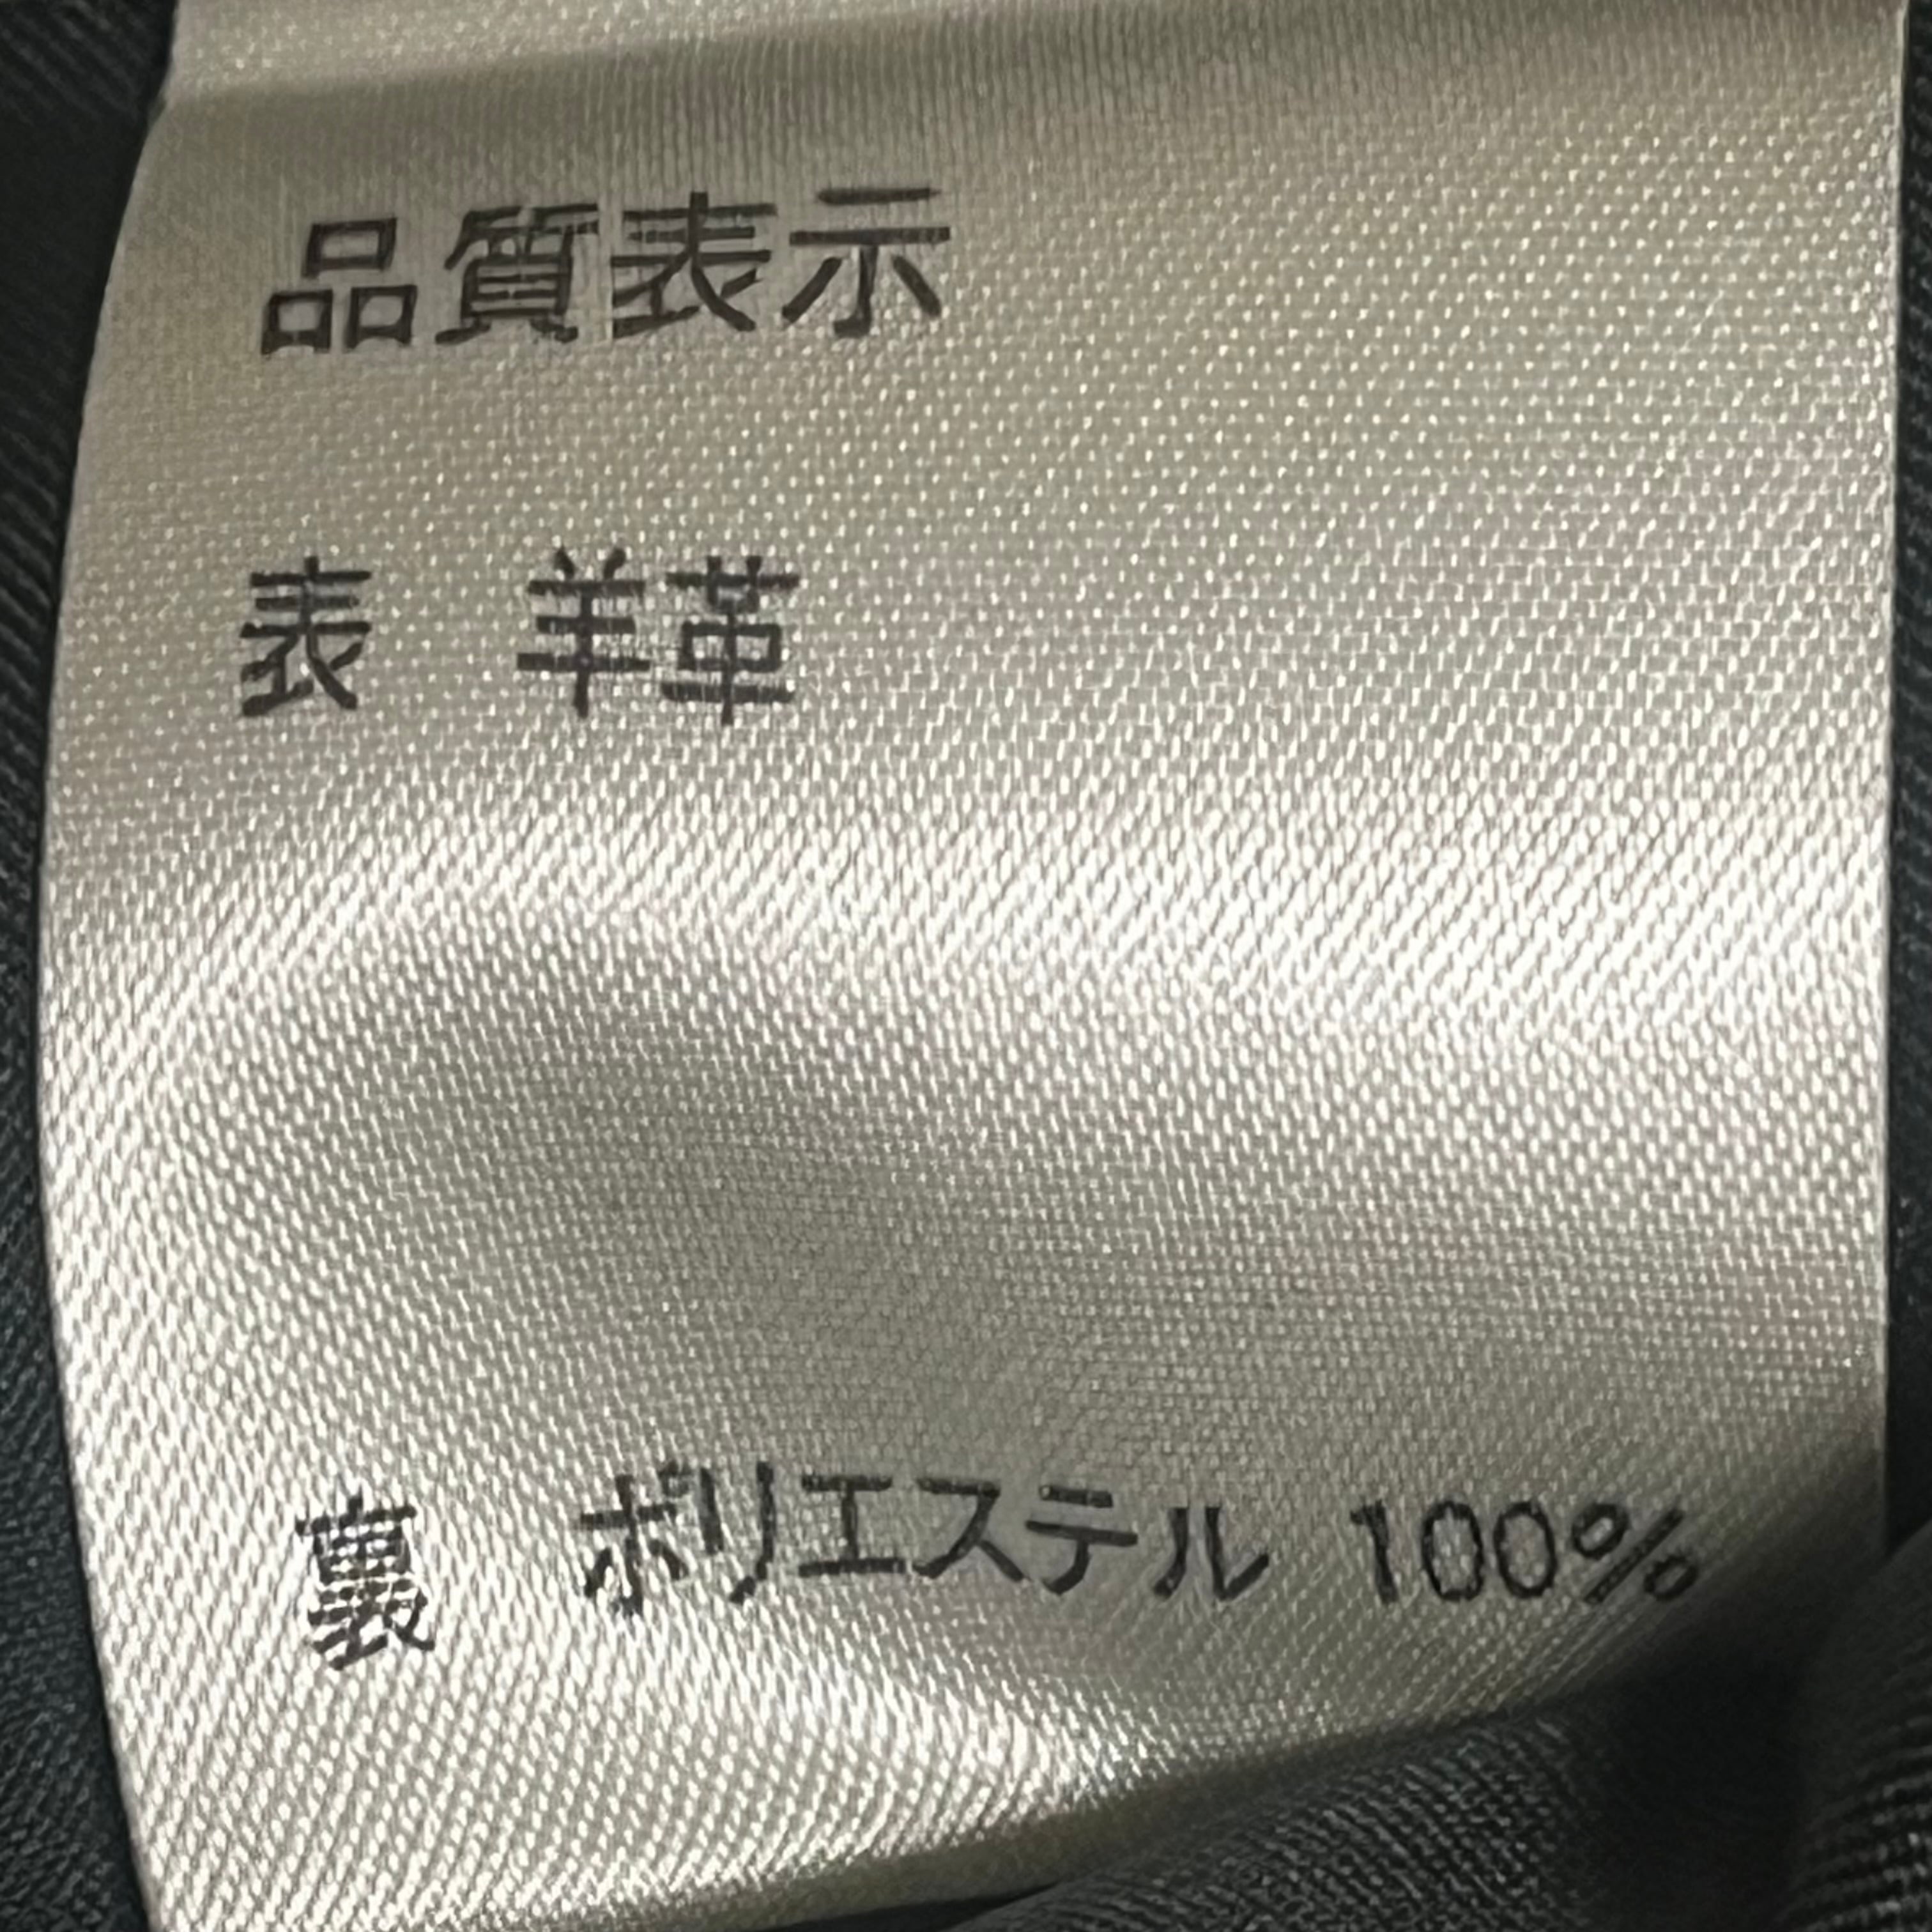 品質表示
表 羊革
裏 ポリエステル 100%